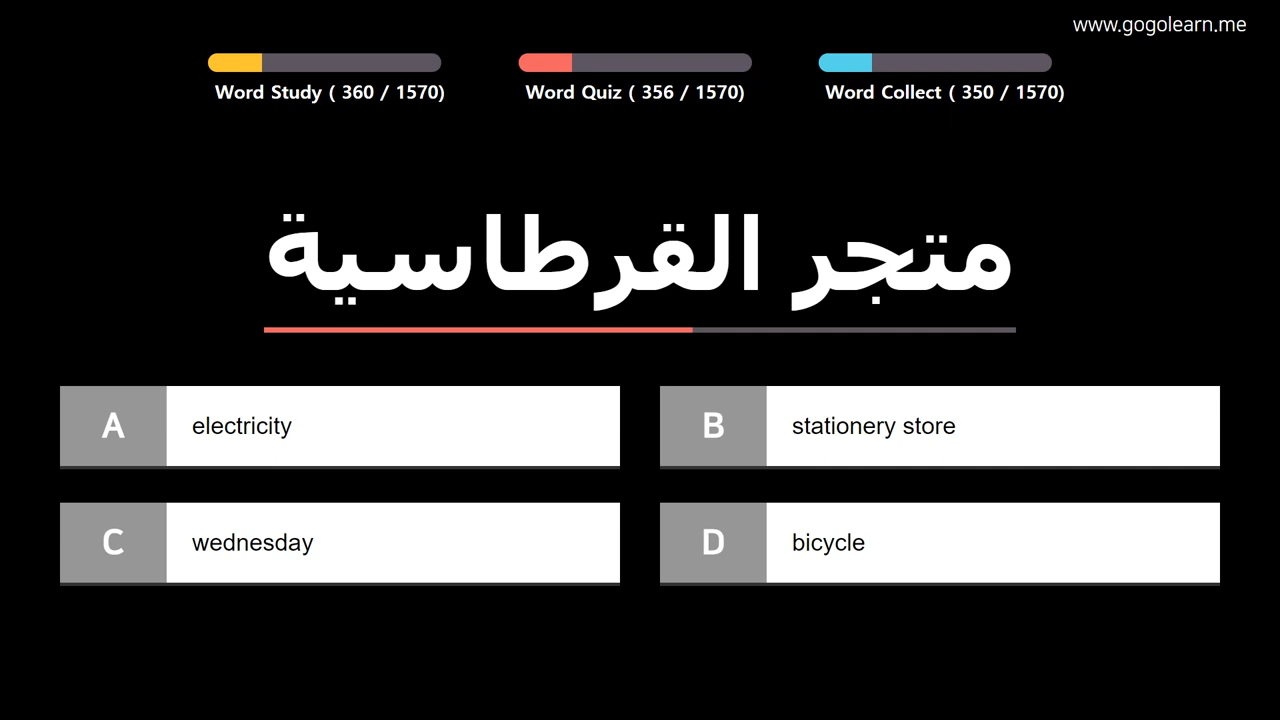 www.gogolearn.me
Word Study ( 360 / 1570)
Word Quiz ( 356 / 1570)
Word Collect ( 350 / 1570)
متجر القرطاسية
A electricity
B stationery store
C wednesday
D bicycle